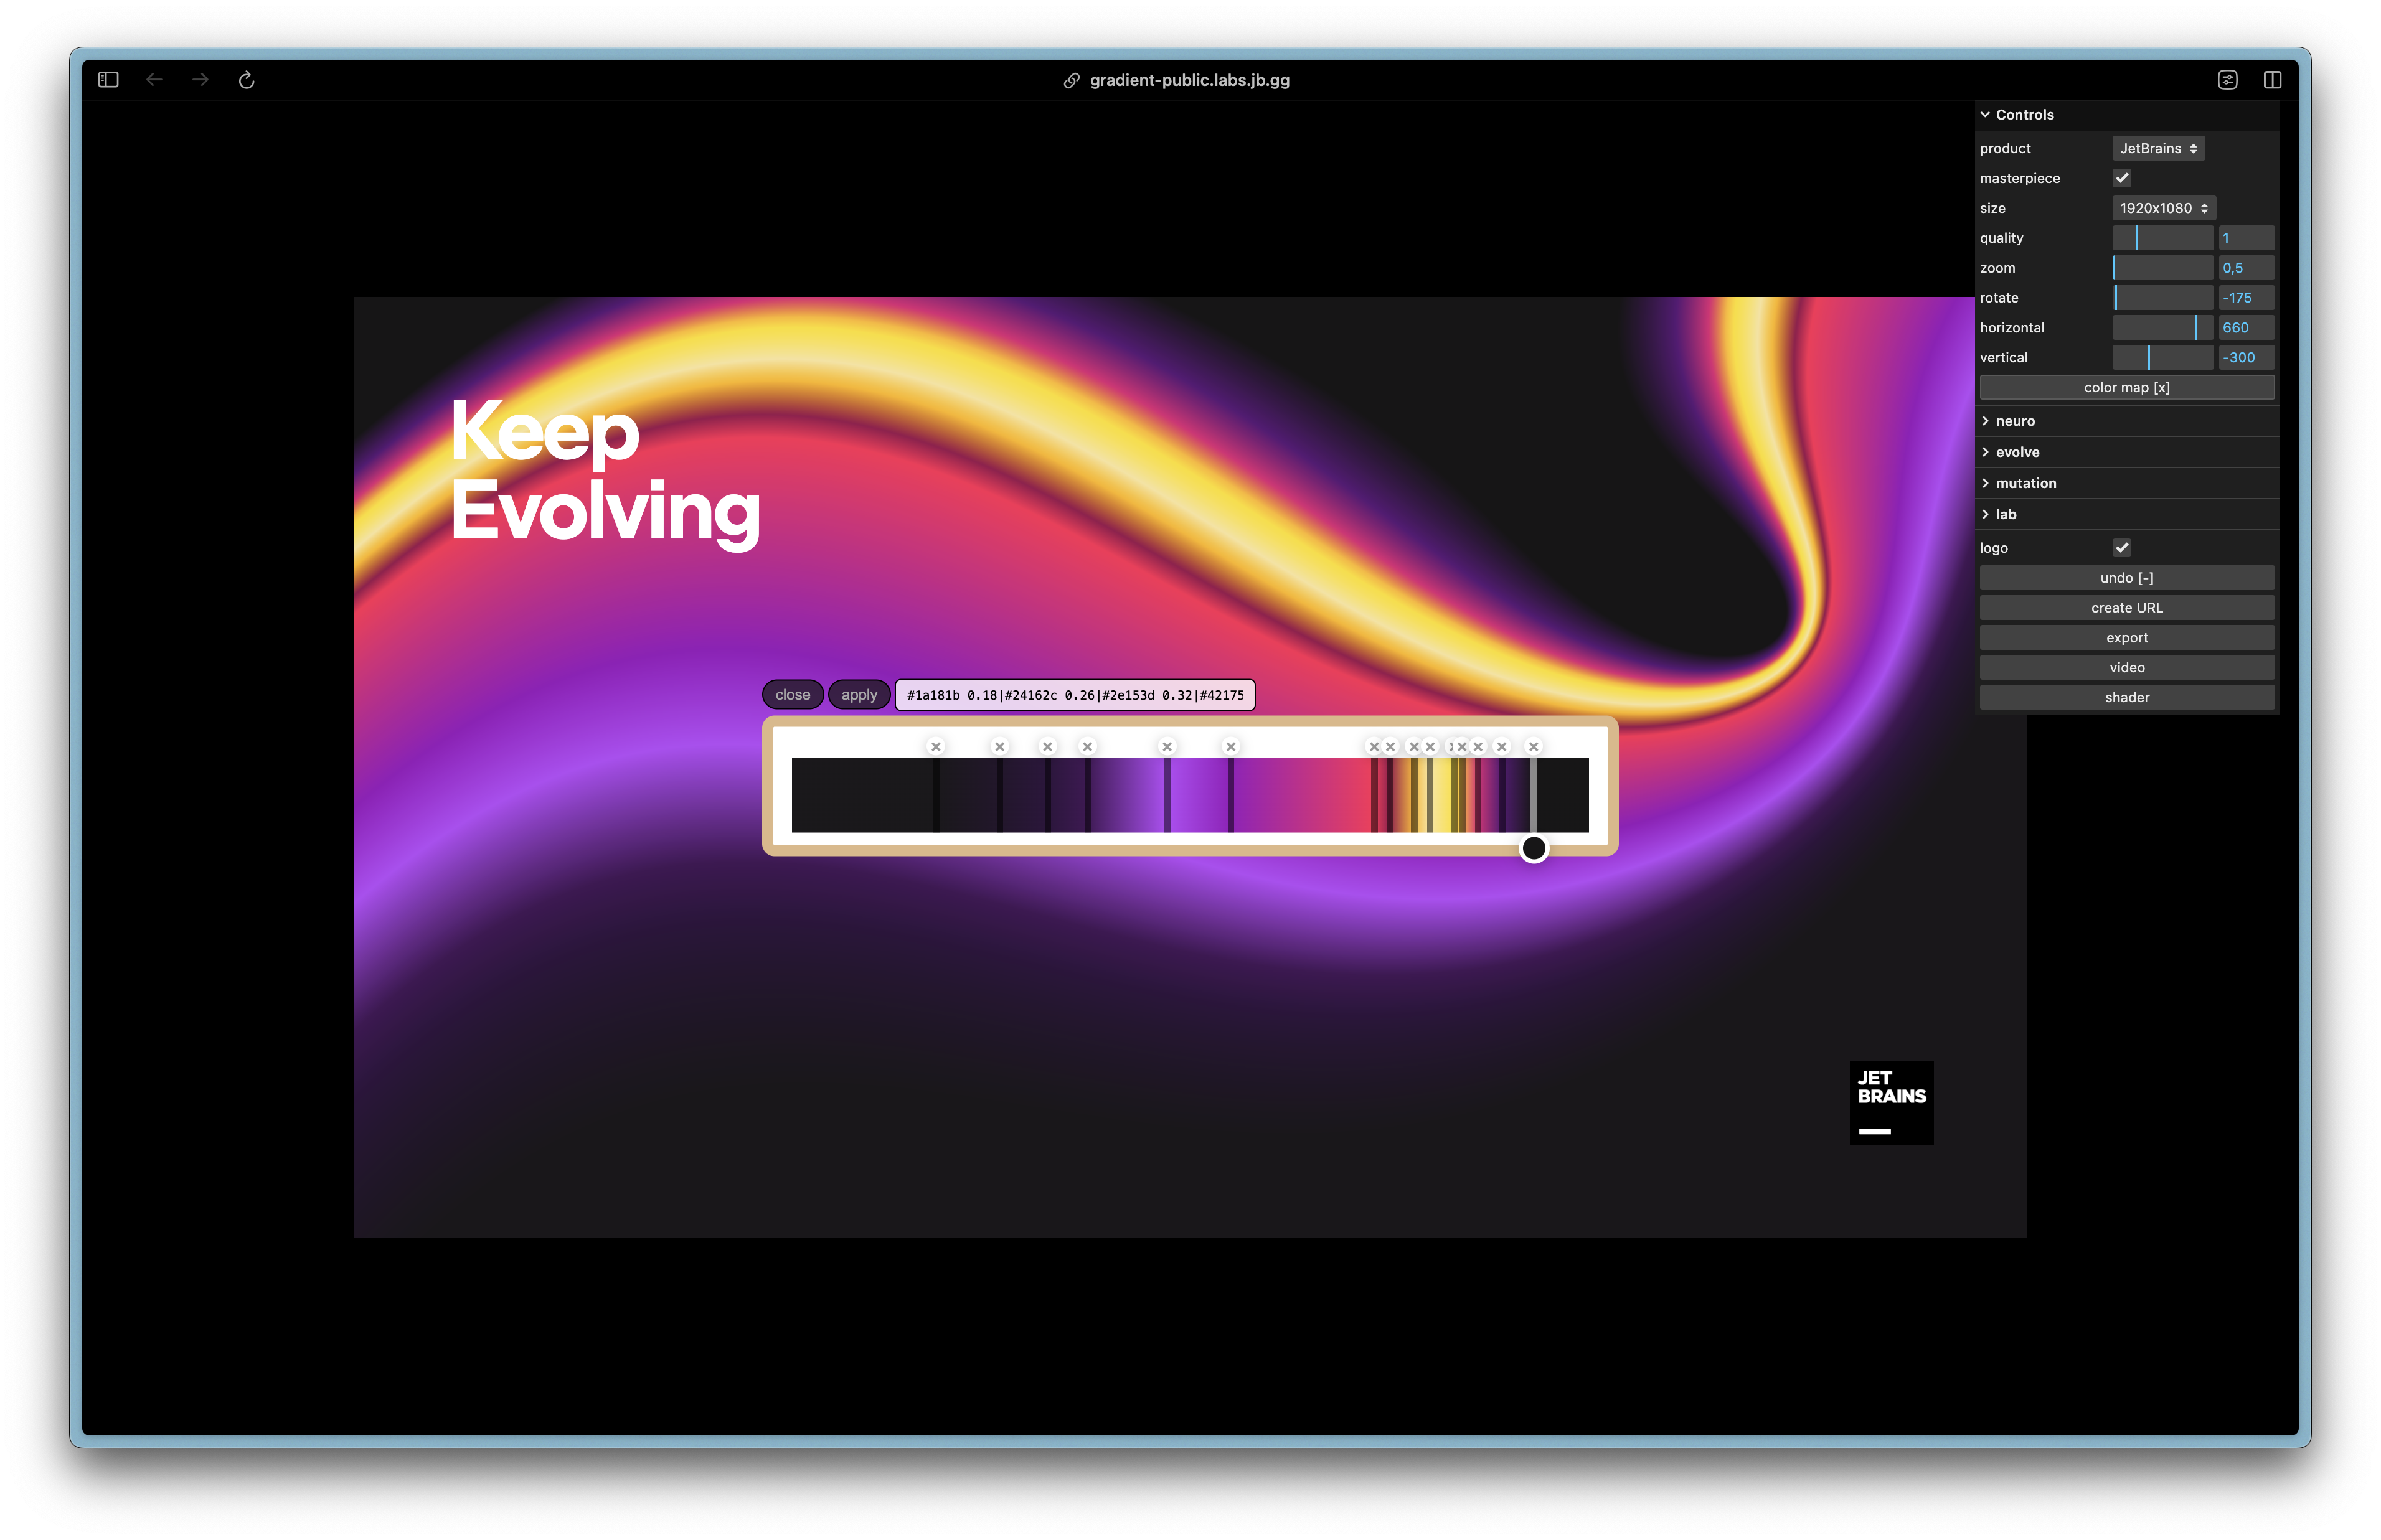 gradient-public.labs.jb.gg
Controls
product JetBrains
masterpiece
size 1920x1080
quality 1
zoom 0,5
rotate -175
horizontal 660
vertical -300
color map [x]
neuro
evolve
mutation
lab
logo
undo [-]
create URL
export
video
shader
Keep
Evolving
close apply #1a181b 0.18|#24162c 0.26|#2e153d 0.32|#42175
JET
BRAINS